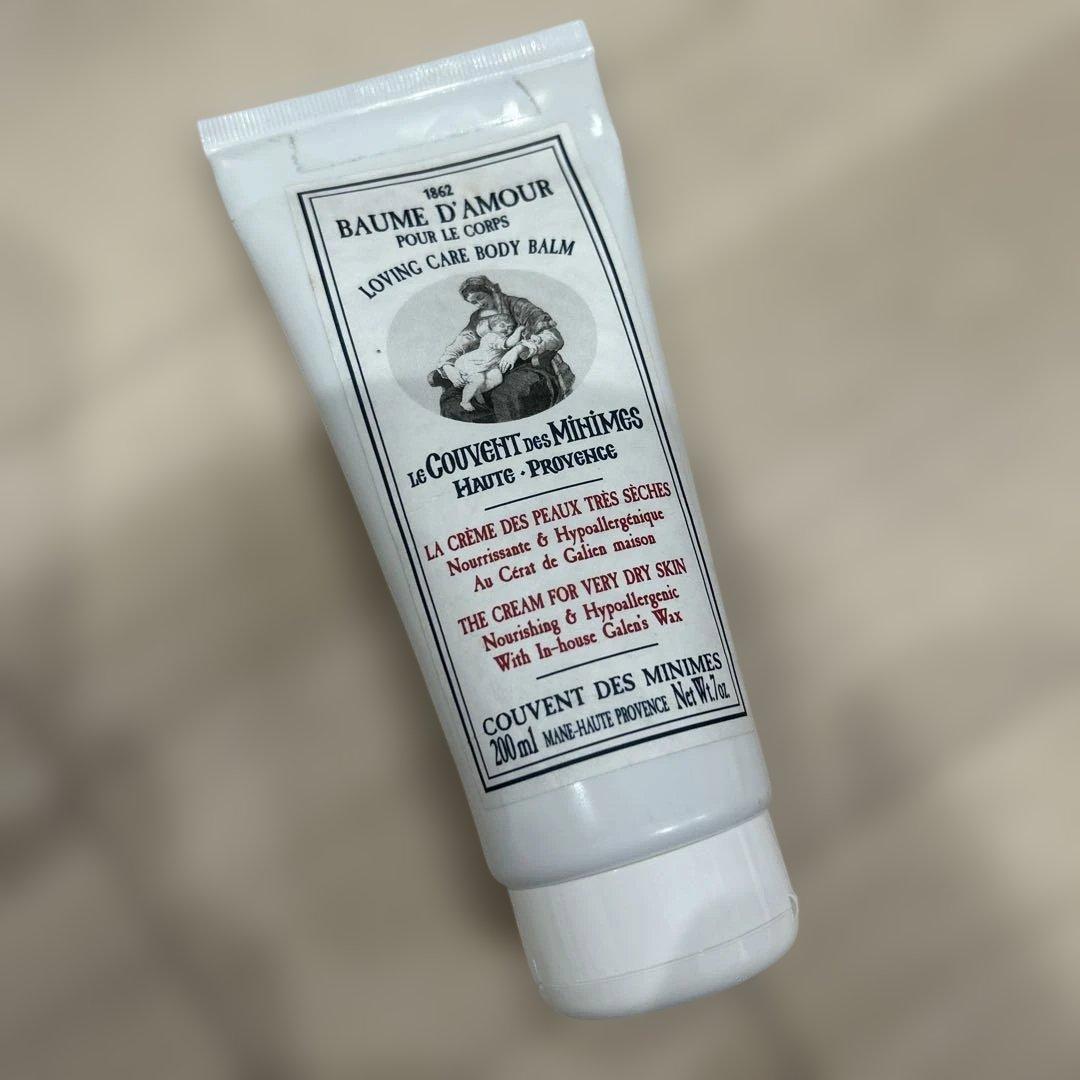 1862
BAUME D'AMOUR
POUR LE CORPS
LOVING CARE BODY BALM
LE COUVENT DES MINIMES
HAUTE · PROVENCE
LA CRÈME DES PEAUX TRÈS SÈCHES
Nourrissante & Hypoallergénique
Au Cérat de Galien maison
THE CREAM FOR VERY DRY SKIN
Nourishing & Hypoallergenic
With In-house Galen's Wax
COUVENT DES MINIMES
200 ml MANE-HAUTE PROVENCE Net Wt. 7 oz.